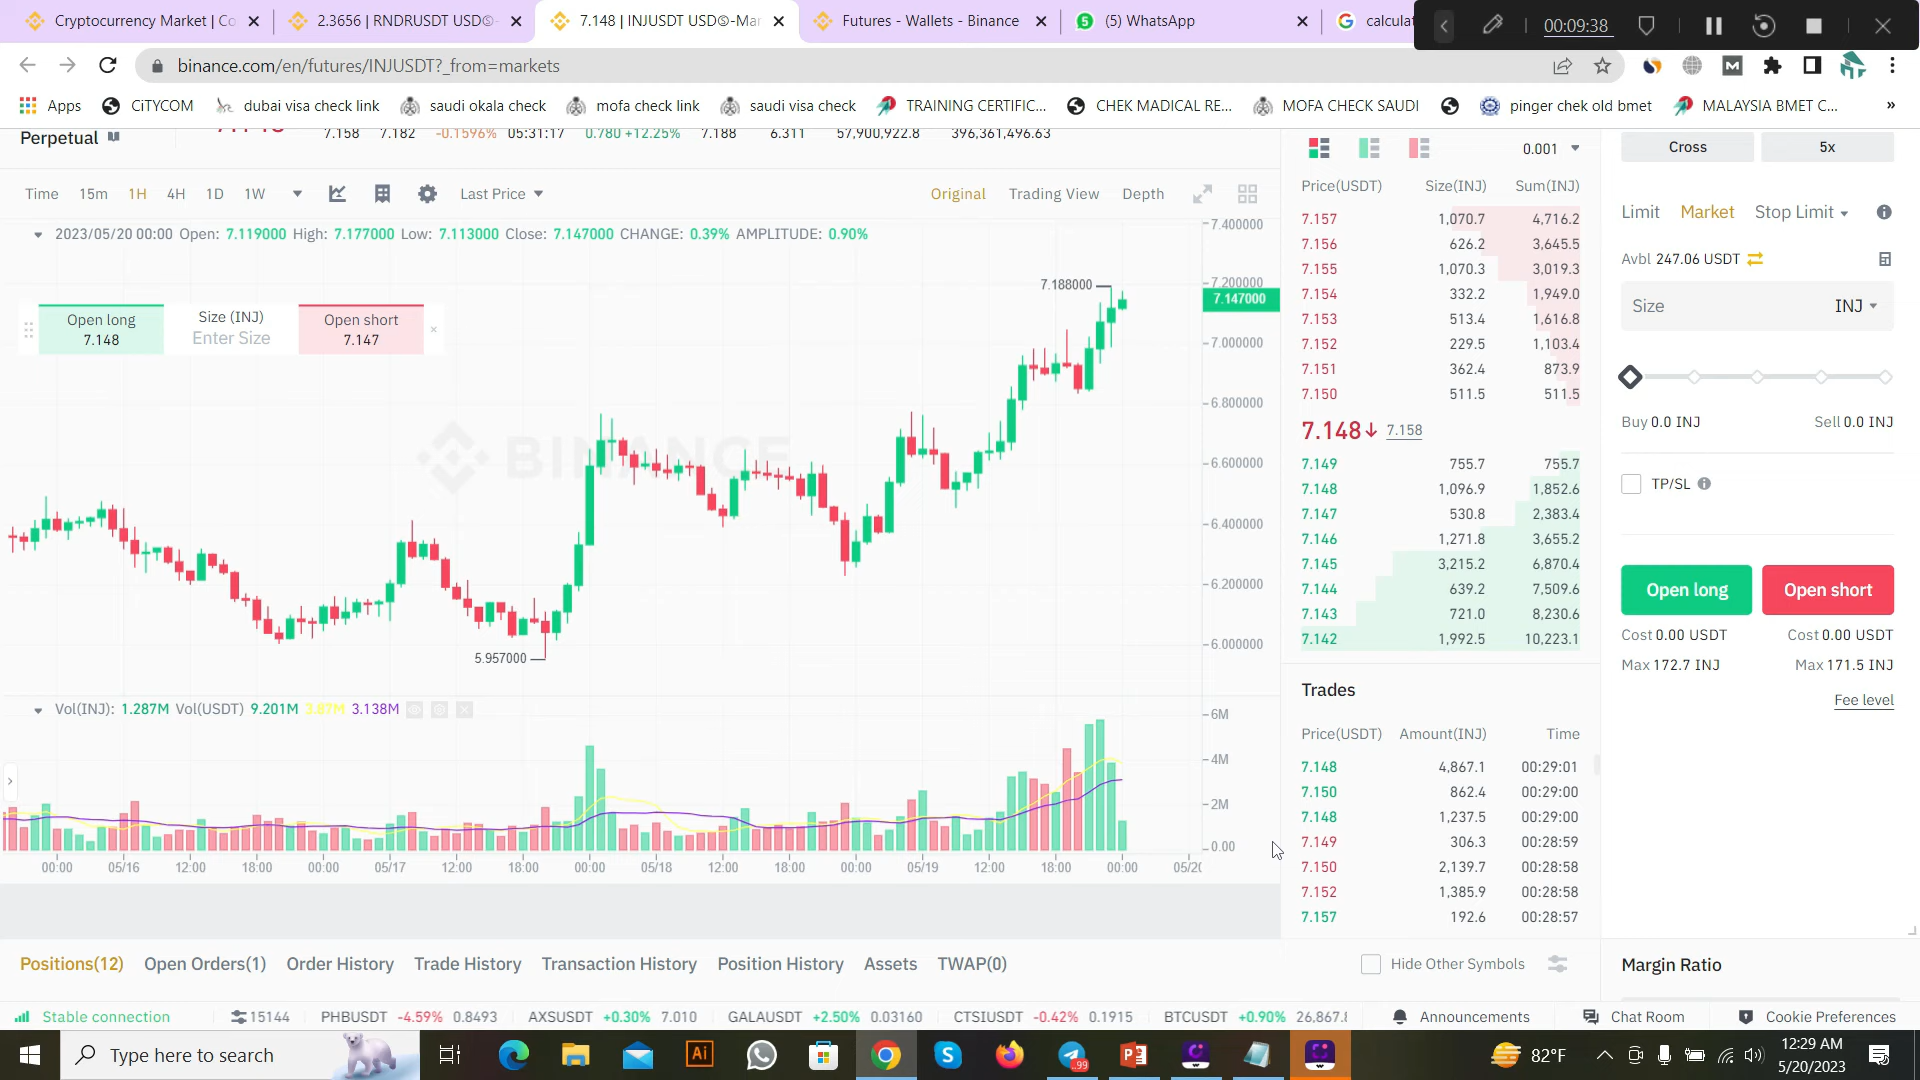 Cryptocurrency Market | Co
2.3656 | RNDRUSDT USDⓈ-
7.148 | INJUSDT USDⓈ-Mar
Futures - Wallets - Binance
(5) WhatsApp
calculat
00:09:38
binance.com/en/futures/INJUSDT?_from=markets
Apps
CiTYCOM
dubai visa check link
saudi okala check
mofa check link
saudi visa check
TRAINING CERTIFIC...
CHEK MADICAL RE...
MOFA CHECK SAUDI
pinger chek old bmet
MALAYSIA BMET C...
»
Perpetual
7.158 7.182 -0.1596% 05:31:17 0.780 +12.25% 7.188 6.311 57,900,922.8 396,361,496.63
Time 15m 1H 4H 1D 1W
Last Price
Original Trading View Depth
2023/05/20 00:00 Open: 7.119000 High: 7.177000 Low: 7.113000 Close: 7.147000 CHANGE: 0.39% AMPLITUDE: 0.90%
Open long
7.148
Size (INJ)
Enter Size
Open short
7.147
BINANCE
7.188000
5.957000
7.400000
7.200000
7.147000
7.000000
6.800000
6.600000
6.400000
6.200000
6.000000
Vol(INJ): 1.287M Vol(USDT) 9.201M 3.87M 3.138M
6M
4M
2M
0.00
00:00 05/16 12:00 18:00 00:00 05/17 12:00 18:00 00:00 05/18 12:00 18:00 00:00 05/19 12:00 18:00 00:00 05/20
0.001
Price(USDT) Size(INJ) Sum(INJ)
7.157 1,070.7 4,716.2
7.156 626.2 3,645.5
7.155 1,070.3 3,019.3
7.154 332.2 1,949.0
7.153 513.4 1,616.8
7.152 229.5 1,103.4
7.151 362.4 873.9
7.150 511.5 511.5
7.148↓ 7.158
7.149 755.7 755.7
7.148 1,096.9 1,852.6
7.147 530.8 2,383.4
7.146 1,271.8 3,655.2
7.145 3,215.2 6,870.4
7.144 639.2 7,509.6
7.143 721.0 8,230.6
7.142 1,992.5 10,223.1
Trades
Price(USDT) Amount(INJ) Time
7.148 4,867.1 00:29:01
7.150 862.4 00:29:00
7.148 1,237.5 00:29:00
7.149 306.3 00:28:59
7.150 2,139.7 00:28:58
7.152 1,385.9 00:28:58
7.157 192.6 00:28:57
Cross 5x
Limit Market Stop Limit
Avbl 247.06 USDT
Size INJ
Buy 0.0 INJ Sell 0.0 INJ
TP/SL
Open long Open short
Cost 0.00 USDT Cost 0.00 USDT
Max 172.7 INJ Max 171.5 INJ
Fee level
Positions(12) Open Orders(1) Order History Trade History Transaction History Position History Assets TWAP(0)
Hide Other Symbols
Margin Ratio
Stable connection
15144 PHBUSDT -4.59% 0.8493 AXSUSDT +0.30% 7.010 GALAUSDT +2.50% 0.03160 CTSIUSDT -0.42% 0.1915 BTCUSDT +0.90% 26,867.8
Announcements
Chat Room
Cookie Preferences
Type here to search
Ai
.99
82°F
12:29 AM
5/20/2023